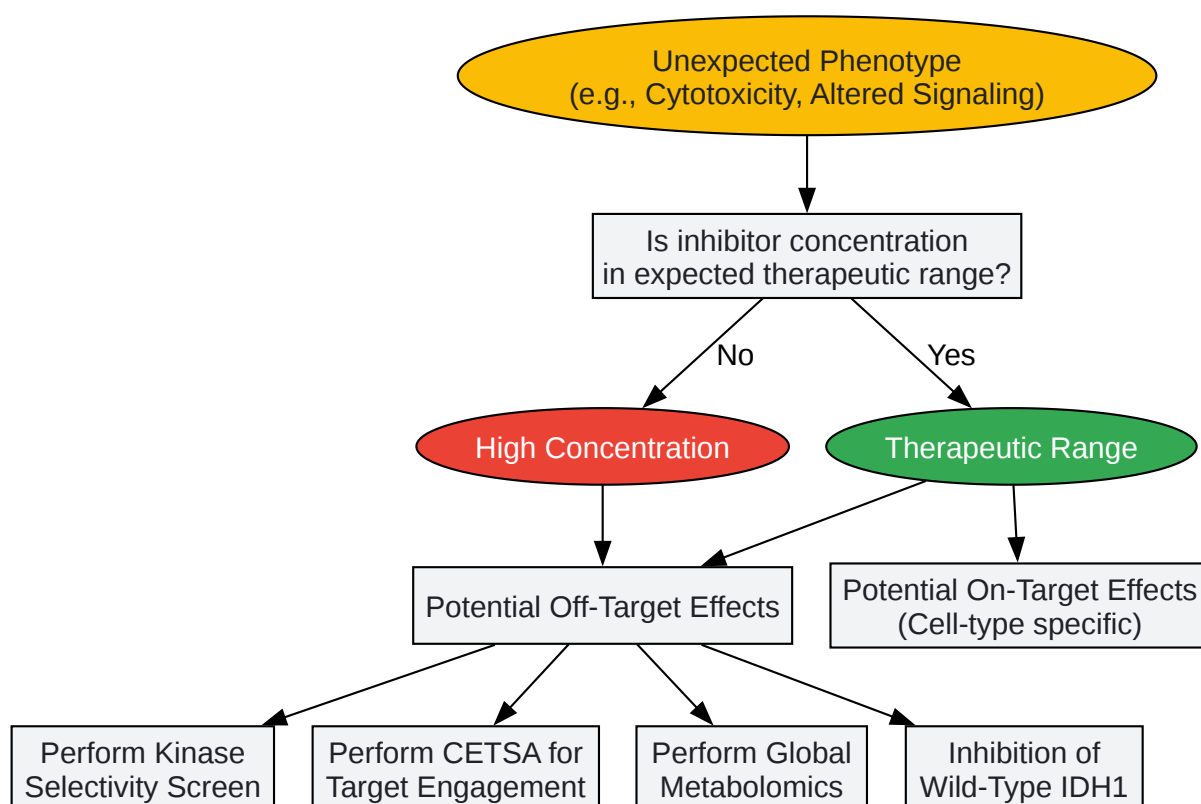 Unexpected Phenotype
(e.g., Cytotoxicity, Altered Signaling)
Is inhibitor concentration
in expected therapeutic range?
No
Yes
High Concentration
Therapeutic Range
Potential Off-Target Effects
Potential On-Target Effects
(Cell-type specific)
Perform Kinase
Selectivity Screen
Perform CETSA for
Target Engagement
Perform Global
Metabolomics
Inhibition of
Wild-Type IDH1